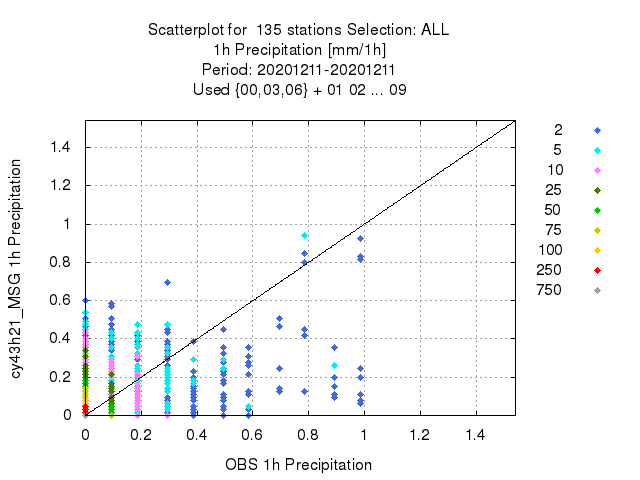 Scatterplot for 135 stations Selection: ALL
1h Precipitation [mm/1h]
Period: 20201211-20201211
Used {00,03,06} + 01 02 ... 09
cy43h21_MSG 1h Precipitation
1.4
1.2
1
0.8
0.6
0.4
0.2
0
0 0.2 0.4 0.6 0.8 1 1.2 1.4
OBS 1h Precipitation
2
5
10
25
50
75
100
250
750